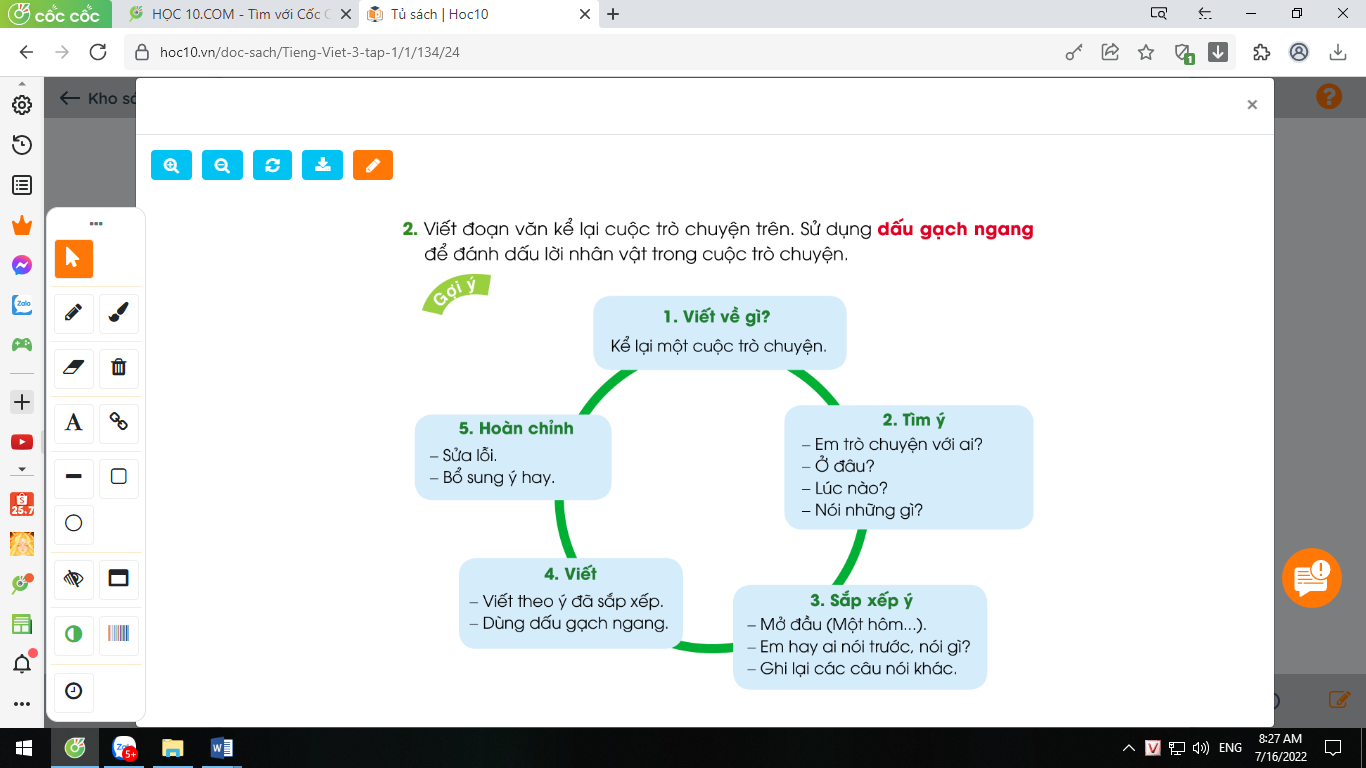 cốc cốc
HỌC 10.COM - Tìm với Cốc C
Tủ sách | Hoc10
hoc10.vn/doc-sach/Tieng-Viet-3-tap-1/1/134/24
1
Kho sá
2. Viết đoạn văn kể lại cuộc trò chuyện trên. Sử dụng dấu gạch ngang
để đánh dấu lời nhân vật trong cuộc trò chuyện.
Gợi ý
1. Viết về gì?
Kể lại một cuộc trò chuyện.
2. Tìm ý
– Em trò chuyện với ai?
– Ở đâu?
– Lúc nào?
– Nói những gì?
3. Sắp xếp ý
– Mở đầu (Một hôm...).
– Em hay ai nói trước, nói gì?
– Ghi lại các câu nói khác.
4. Viết
– Viết theo ý đã sắp xếp.
– Dùng dấu gạch ngang.
5. Hoàn chỉnh
– Sửa lỗi.
– Bổ sung ý hay.
A
Zalo
25.7
Zalo
5+
W
V
ENG
8:27 AM
7/16/2022